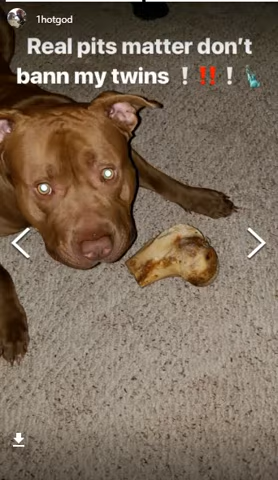 1hotgod
Real pits matter don't
bann my twins ❕‼️❕🗽